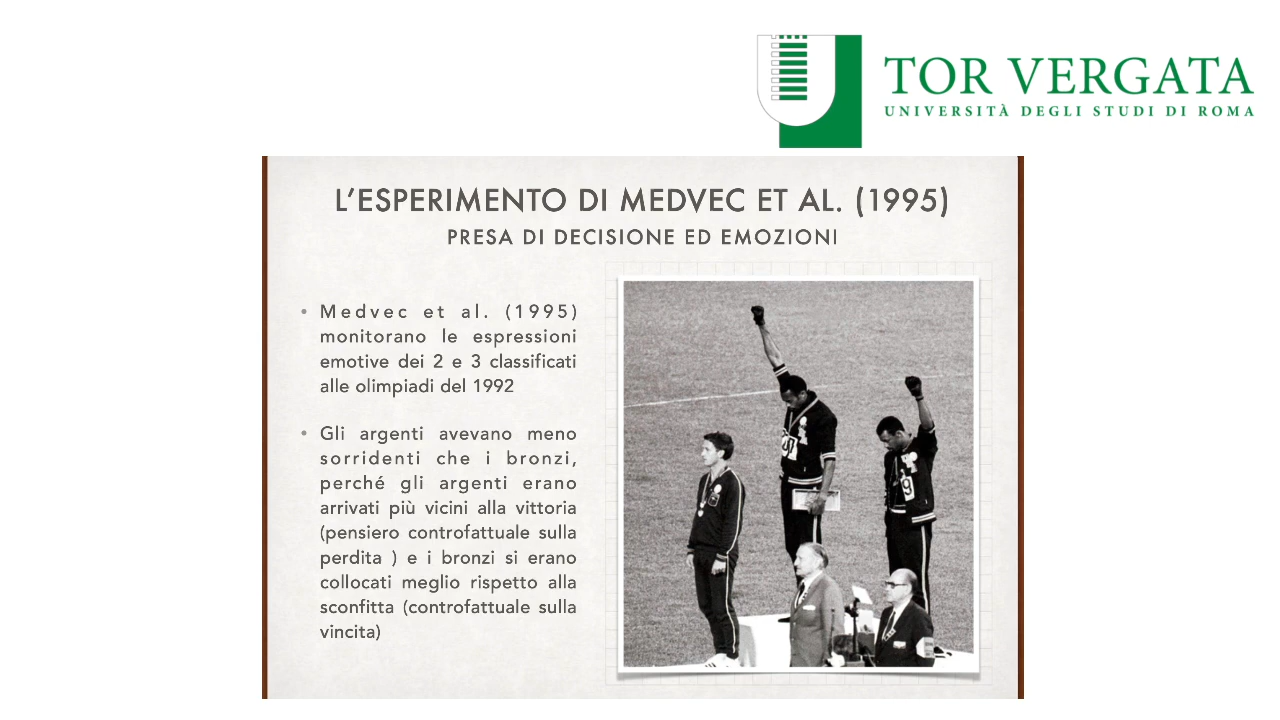 TOR VERGATA
UNIVERSITÀ DEGLI STUDI DI ROMA
L'ESPERIMENTO DI MEDVEC ET AL. (1995)
PRESA DI DECISIONE ED EMOZIONI
• Medvec et al. (1995)
monitorano le espressioni
emotive dei 2 e 3 classificati
alle olimpiadi del 1992
• Gli argenti avevano meno
sorridenti che i bronzi,
perché gli argenti erano
arrivati più vicini alla vittoria
(pensiero controfattuale sulla
perdita ) e i bronzi si erano
collocati meglio rispetto alla
sconfitta (controfattuale sulla
vincita)